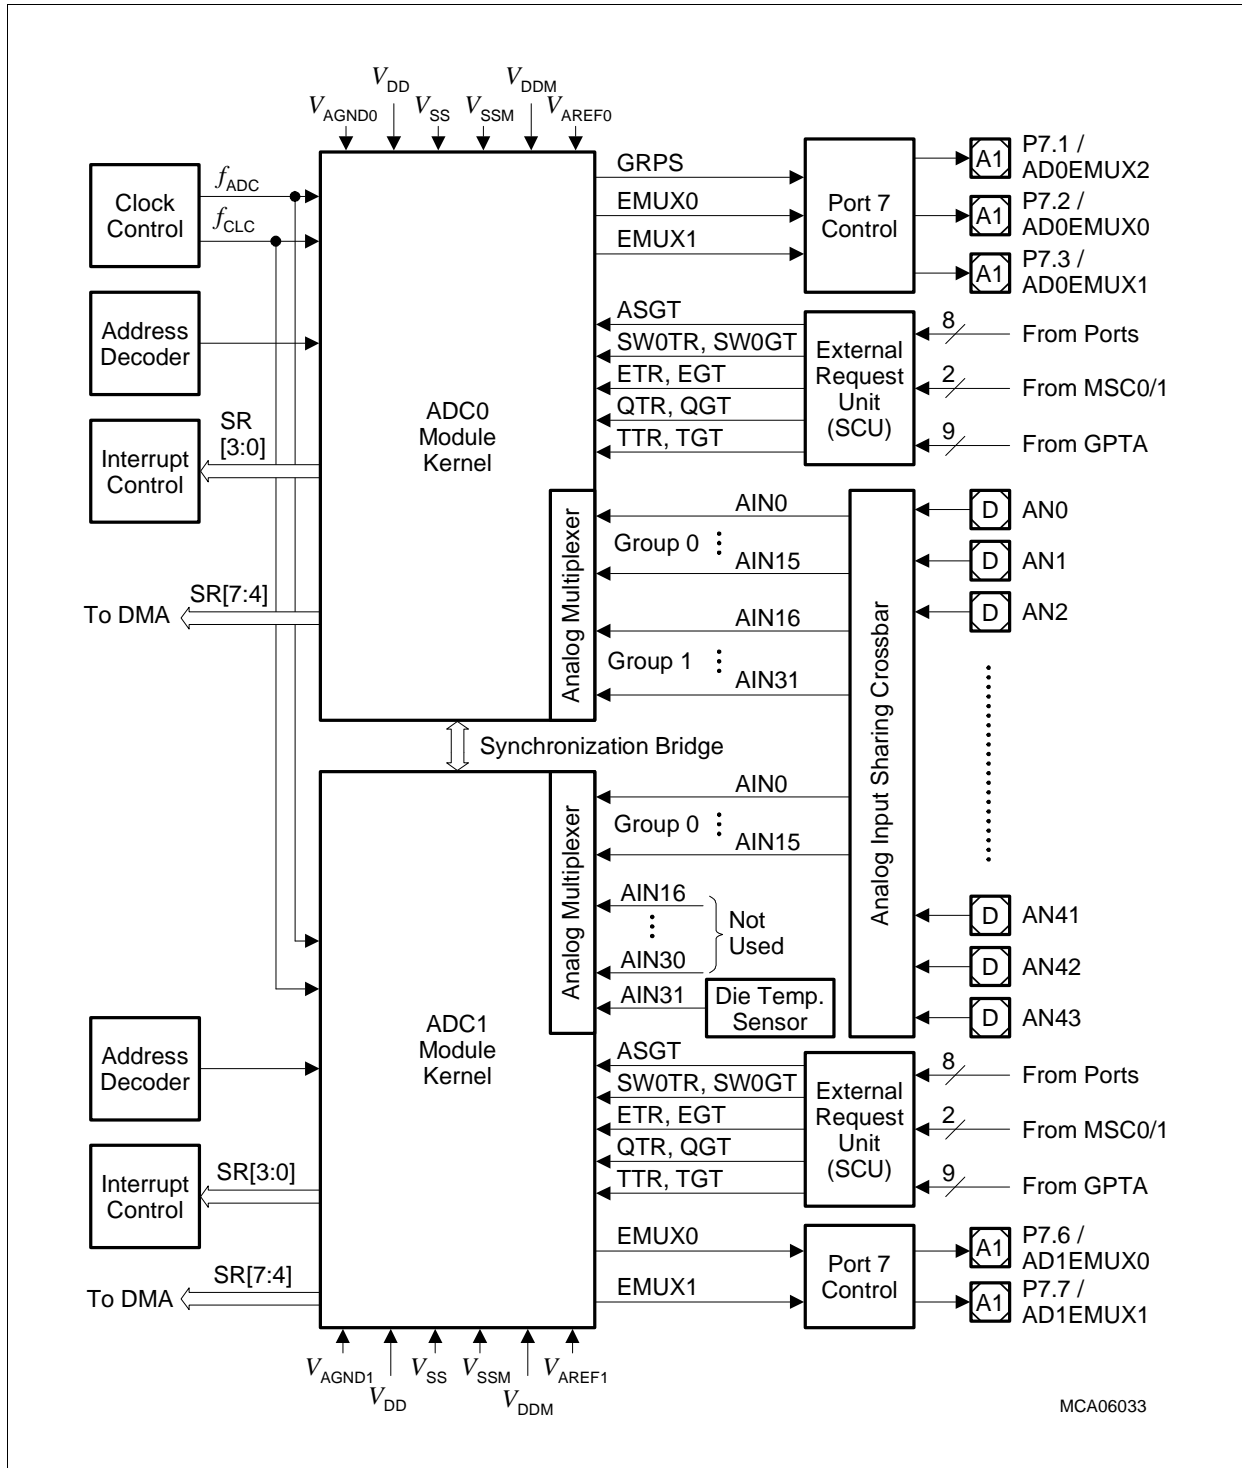 VAGND0
VDD
VSS
VSSM
VDDM
VAREF0
Clock
Control
fADC
fCLC
Address
Decoder
Interrupt
Control
SR
[3:0]
To DMA
SR[7:4]
ADC0
Module
Kernel
Analog Multiplexer
GRPS
EMUX0
EMUX1
Port 7
Control
A1
P7.1 /
AD0EMUX2
A1
P7.2 /
AD0EMUX0
A1
P7.3 /
AD0EMUX1
ASGT
SW0TR, SW0GT
ETR, EGT
QTR, QGT
TTR, TGT
External
Request
Unit
(SCU)
8
From Ports
2
From MSC0/1
9
From GPTA
AIN0
Group 0
AIN15
AIN16
Group 1
AIN31
Analog Input Sharing Crossbar
D
AN0
D
AN1
D
AN2
D
AN41
D
AN42
D
AN43
Synchronization Bridge
ADC1
Module
Kernel
Analog Multiplexer
AIN0
Group 0
AIN15
AIN16
AIN30
Not
Used
AIN31
Die Temp.
Sensor
Address
Decoder
Interrupt
Control
SR[3:0]
To DMA
SR[7:4]
ASGT
SW0TR, SW0GT
ETR, EGT
QTR, QGT
TTR, TGT
External
Request
Unit
(SCU)
8
From Ports
2
From MSC0/1
9
From GPTA
EMUX0
EMUX1
Port 7
Control
A1
P7.6 /
AD1EMUX0
A1
P7.7 /
AD1EMUX1
VAGND1
VDD
VSS
VSSM
VDDM
VAREF1
MCA06033